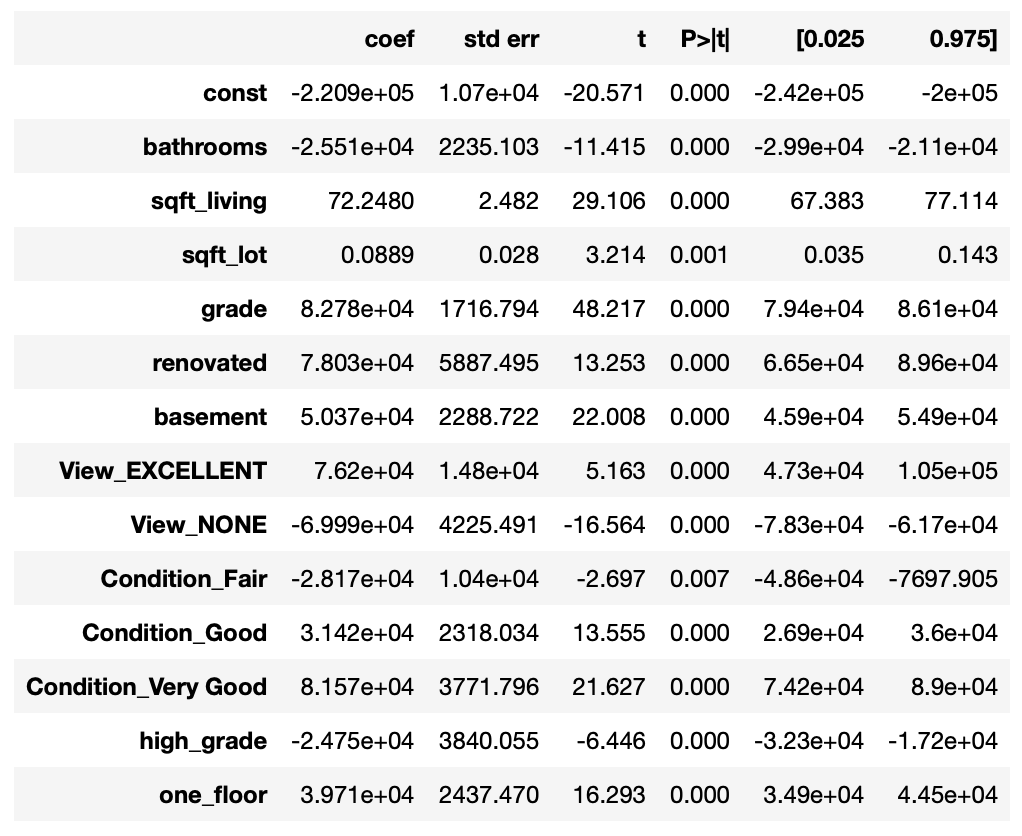 coef std err t P>|t| [0.025 0.975]
const -2.209e+05 1.07e+04 -20.571 0.000 -2.42e+05 -2e+05
bathrooms -2.551e+04 2235.103 -11.415 0.000 -2.99e+04 -2.11e+04
sqft_living 72.2480 2.482 29.106 0.000 67.383 77.114
sqft_lot 0.0889 0.028 3.214 0.001 0.035 0.143
grade 8.278e+04 1716.794 48.217 0.000 7.94e+04 8.61e+04
renovated 7.803e+04 5887.495 13.253 0.000 6.65e+04 8.96e+04
basement 5.037e+04 2288.722 22.008 0.000 4.59e+04 5.49e+04
View_EXCELLENT 7.62e+04 1.48e+04 5.163 0.000 4.73e+04 1.05e+05
View_NONE -6.999e+04 4225.491 -16.564 0.000 -7.83e+04 -6.17e+04
Condition_Fair -2.817e+04 1.04e+04 -2.697 0.007 -4.86e+04 -7697.905
Condition_Good 3.142e+04 2318.034 13.555 0.000 2.69e+04 3.6e+04
Condition_Very Good 8.157e+04 3771.796 21.627 0.000 7.42e+04 8.9e+04
high_grade -2.475e+04 3840.055 -6.446 0.000 -3.23e+04 -1.72e+04
one_floor 3.971e+04 2437.470 16.293 0.000 3.49e+04 4.45e+04